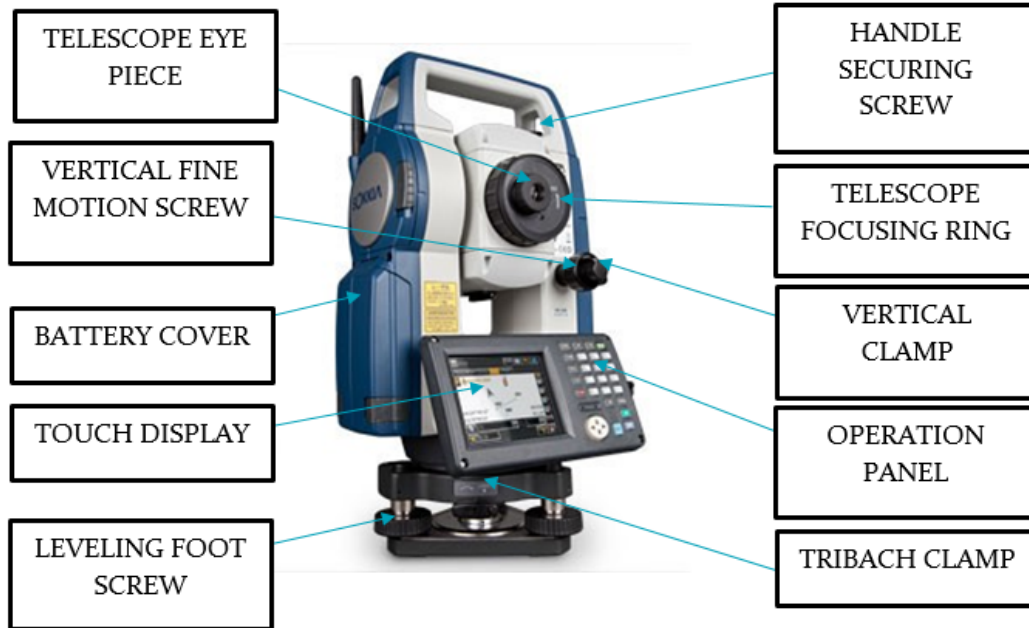 TELESCOPE EYE
PIECE
VERTICAL FINE
MOTION SCREW
BATTERY COVER
TOUCH DISPLAY
LEVELING FOOT
SCREW
HANDLE
SECURING
SCREW
TELESCOPE
FOCUSING RING
VERTICAL
CLAMP
OPERATION
PANEL
TRIBACH CLAMP
SOKKIA